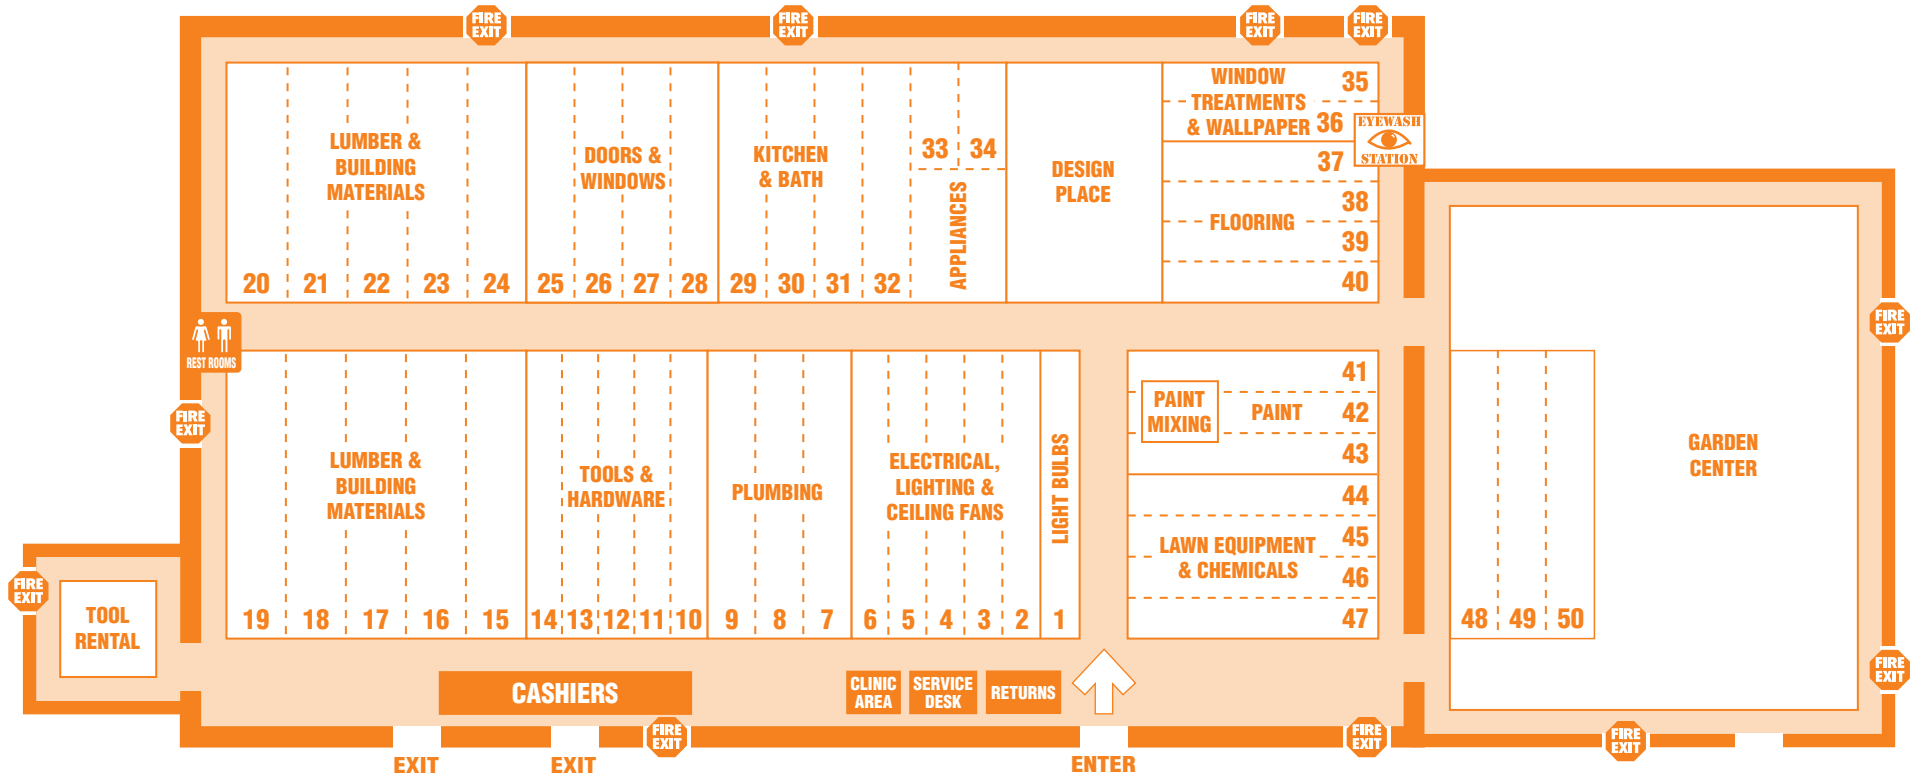 FIRE
EXIT
FIRE
EXIT
FIRE
EXIT
FIRE
EXIT
LUMBER &
BUILDING
MATERIALS
20 21 22 23 24
DOORS &
WINDOWS
25 26 27 28
KITCHEN
& BATH
29 30 31 32
33 34
APPLIANCES
DESIGN
PLACE
WINDOW
TREATMENTS
& WALLPAPER
35
36
EYEWASH
STATION
37
38
FLOORING
39
40
REST ROOMS
FIRE
EXIT
LUMBER &
BUILDING
MATERIALS
19 18 17 16 15
TOOLS &
HARDWARE
14 13 12 11 10
PLUMBING
9 8 7
ELECTRICAL,
LIGHTING &
CEILING FANS
6 5 4 3 2
LIGHT BULBS
1
PAINT
MIXING
PAINT
41
42
43
44
45
LAWN EQUIPMENT
& CHEMICALS
46
47
48 49 50
GARDEN
CENTER
FIRE
EXIT
FIRE
EXIT
FIRE
EXIT
TOOL
RENTAL
CASHIERS
CLINIC
AREA
SERVICE
DESK
RETURNS
FIRE
EXIT
FIRE
EXIT
FIRE
EXIT
EXIT
EXIT
ENTER